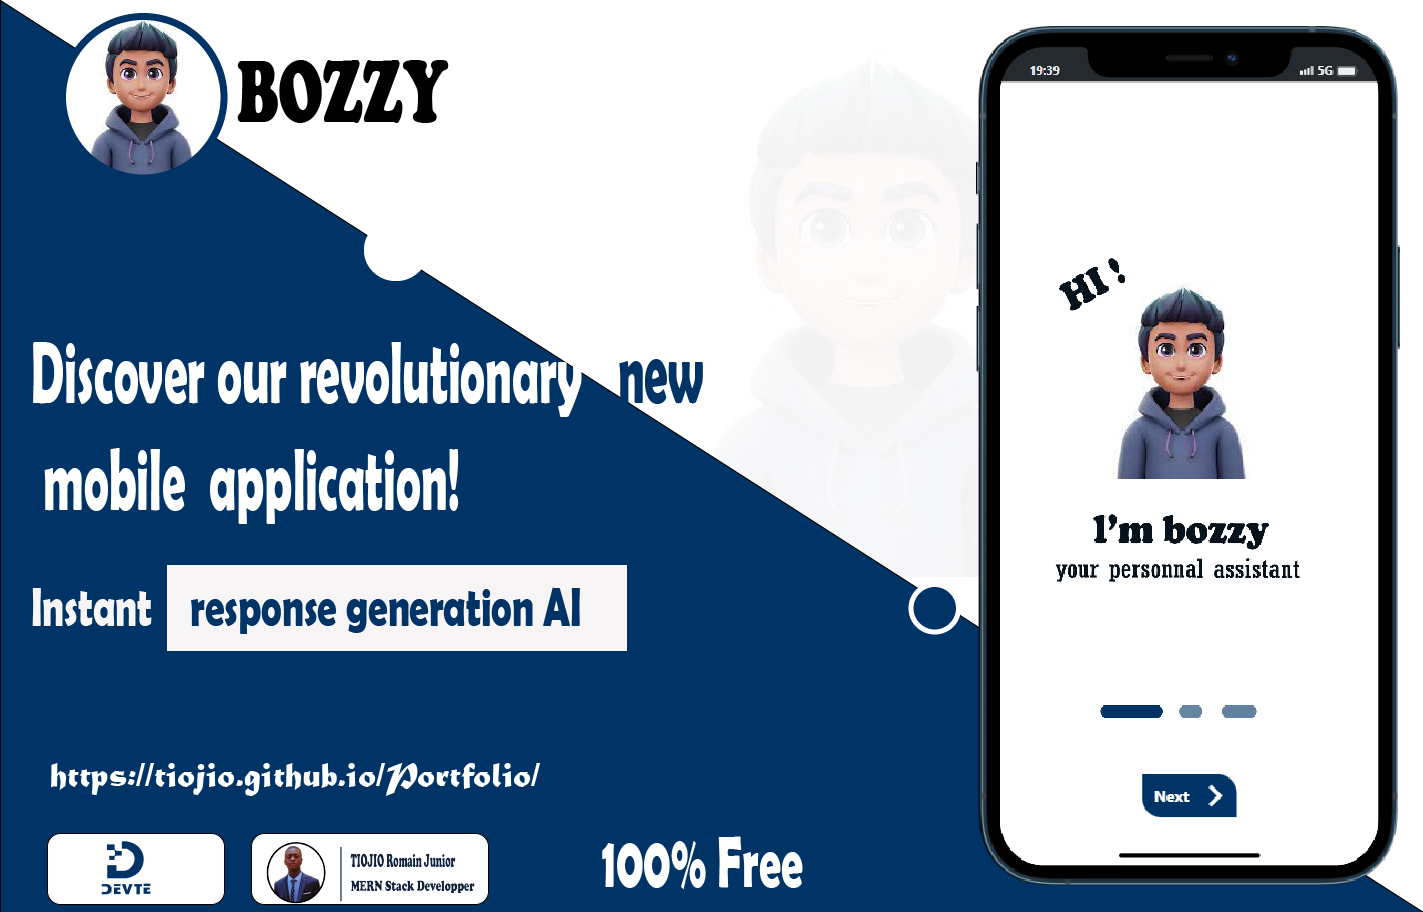 BOZZY
Discover our revolutionary new
mobile application!
Instant response generation AI
https://tiojio.github.io/Portfolio/
DEVTE
TIOJIO Romain Junior
MERN Stack Developper
100% Free
19:39 5G
HI !
I'm bozzy
your personnal assistant
Next